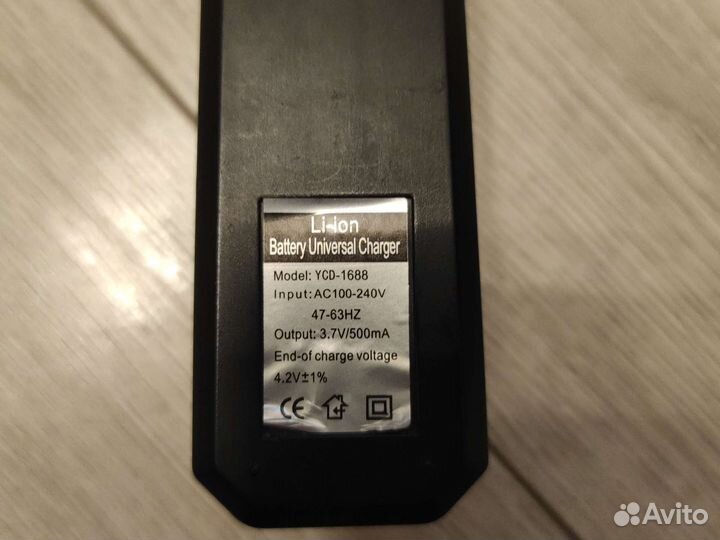 Li-ion
Battery Universal Charger
Model: YCD-1688
Input: AC100-240V
47-63HZ
Output: 3.7V/500mA
End-of charge voltage
4.2V±1%
CE
Avito